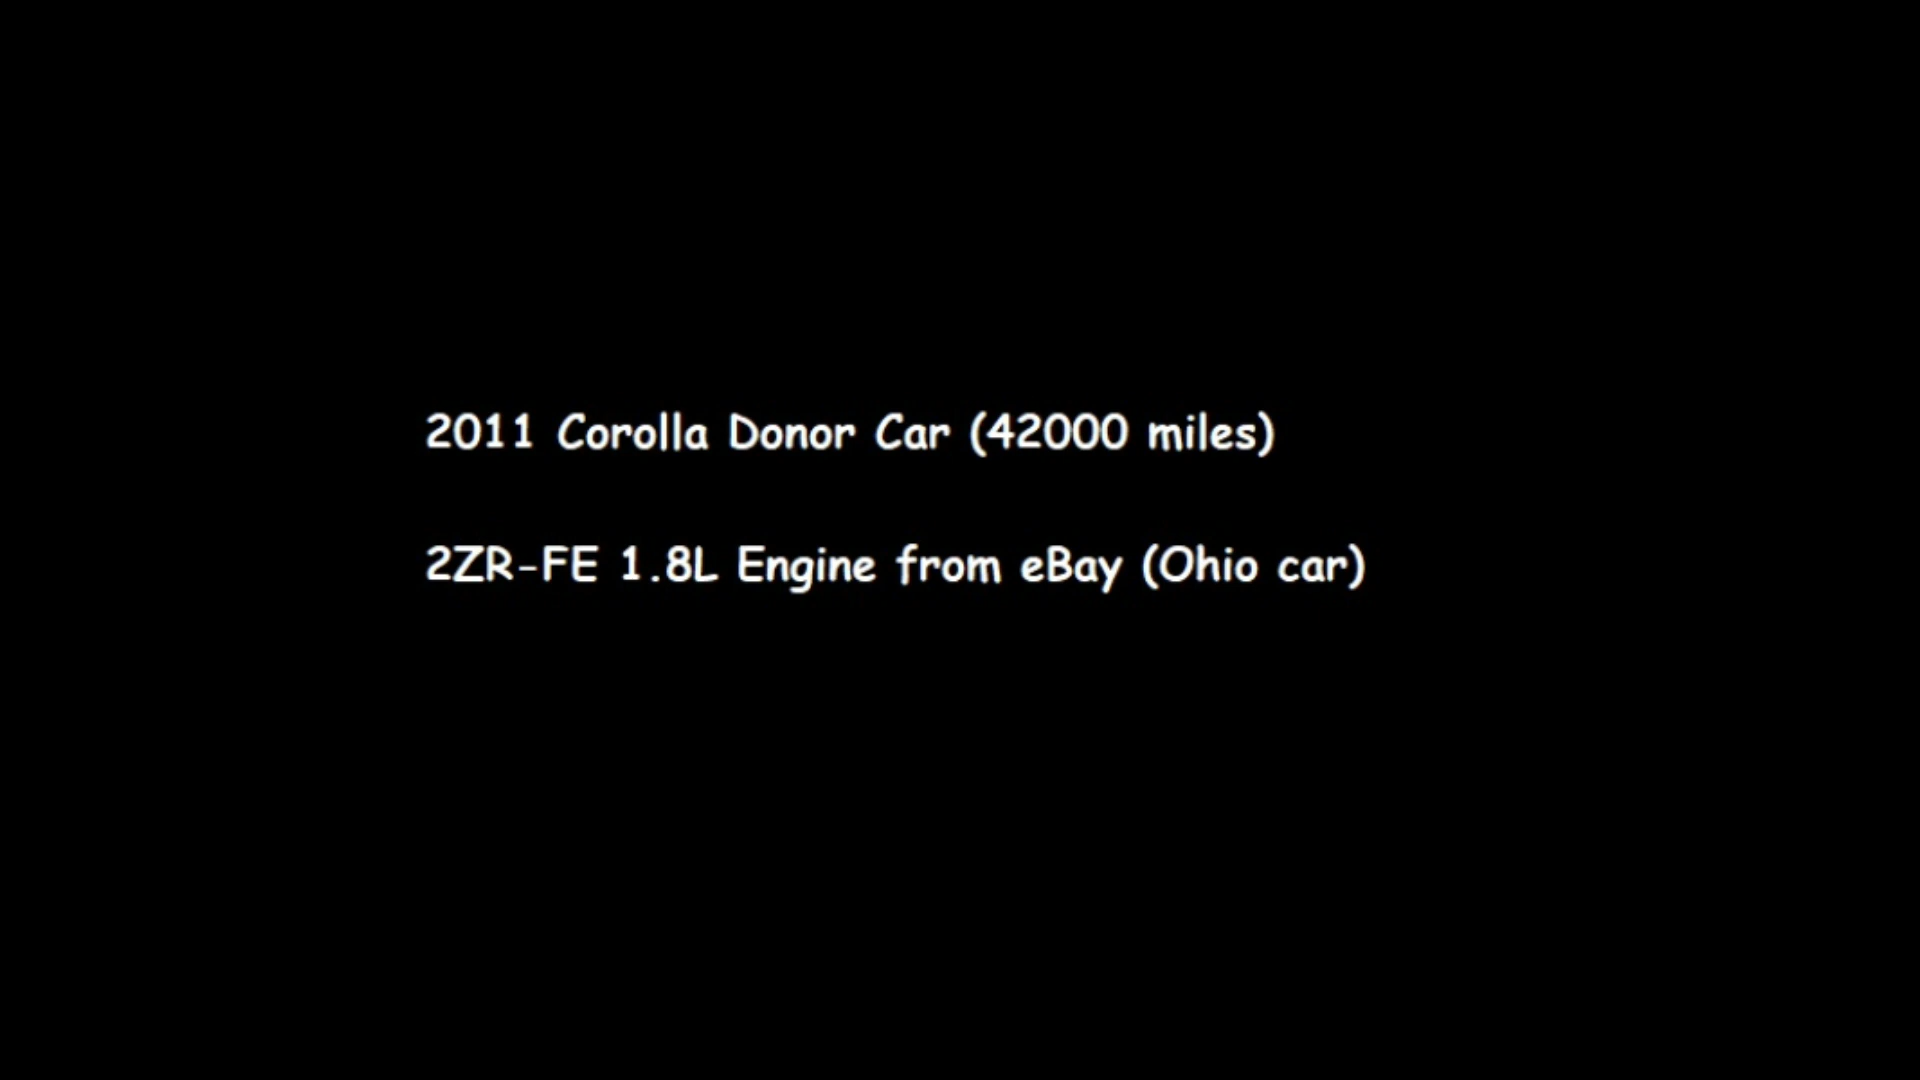 2011 Corolla Donor Car (42000 miles)
2ZR-FE 1.8L Engine from eBay (Ohio car)